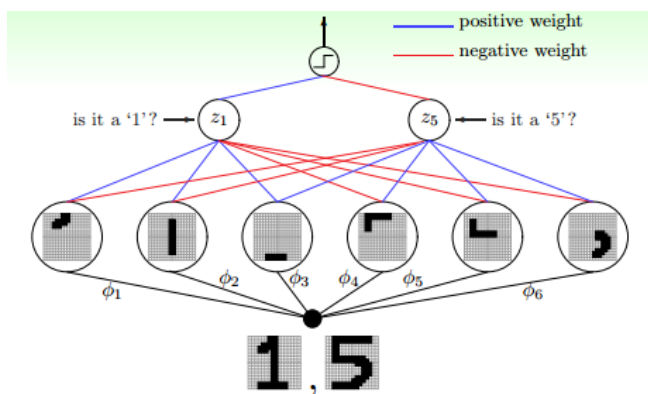 positive weight
negative weight
is it a ‘1’? z₁ z₅ is it a ‘5’?
ϕ₁ ϕ₂ ϕ₃ ϕ₄ ϕ₅ ϕ₆
1 , 5